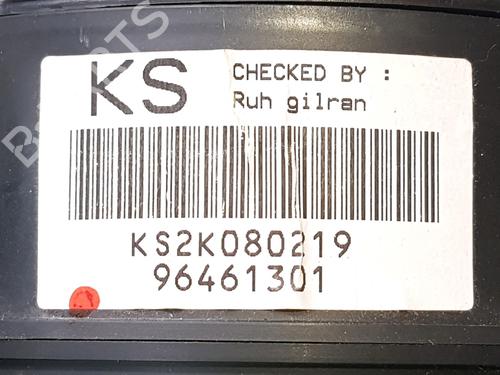 KS
CHECKED BY :
Ruh gilran
KS2K080219
96461301